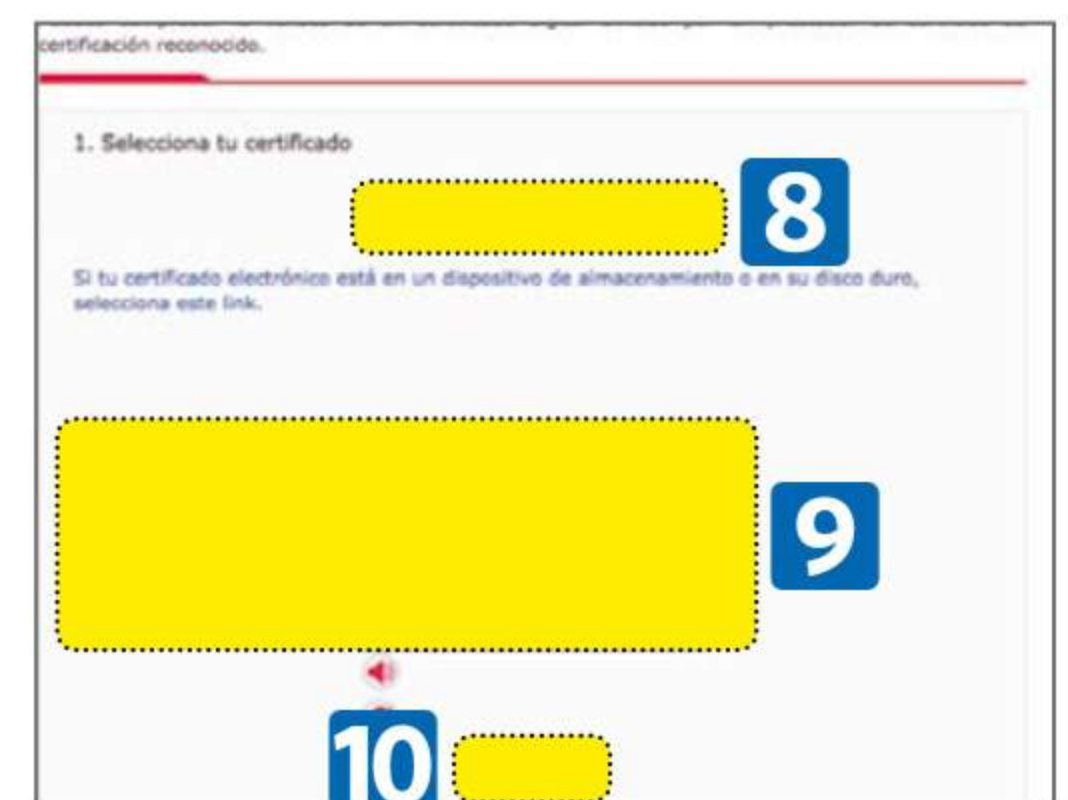 certificación reconocido.
1. Selecciona tu certificado
8
Si tu certificado electrónico está en un dispositivo de almacenamiento o en su disco duro,
selecciona este link.
9
10